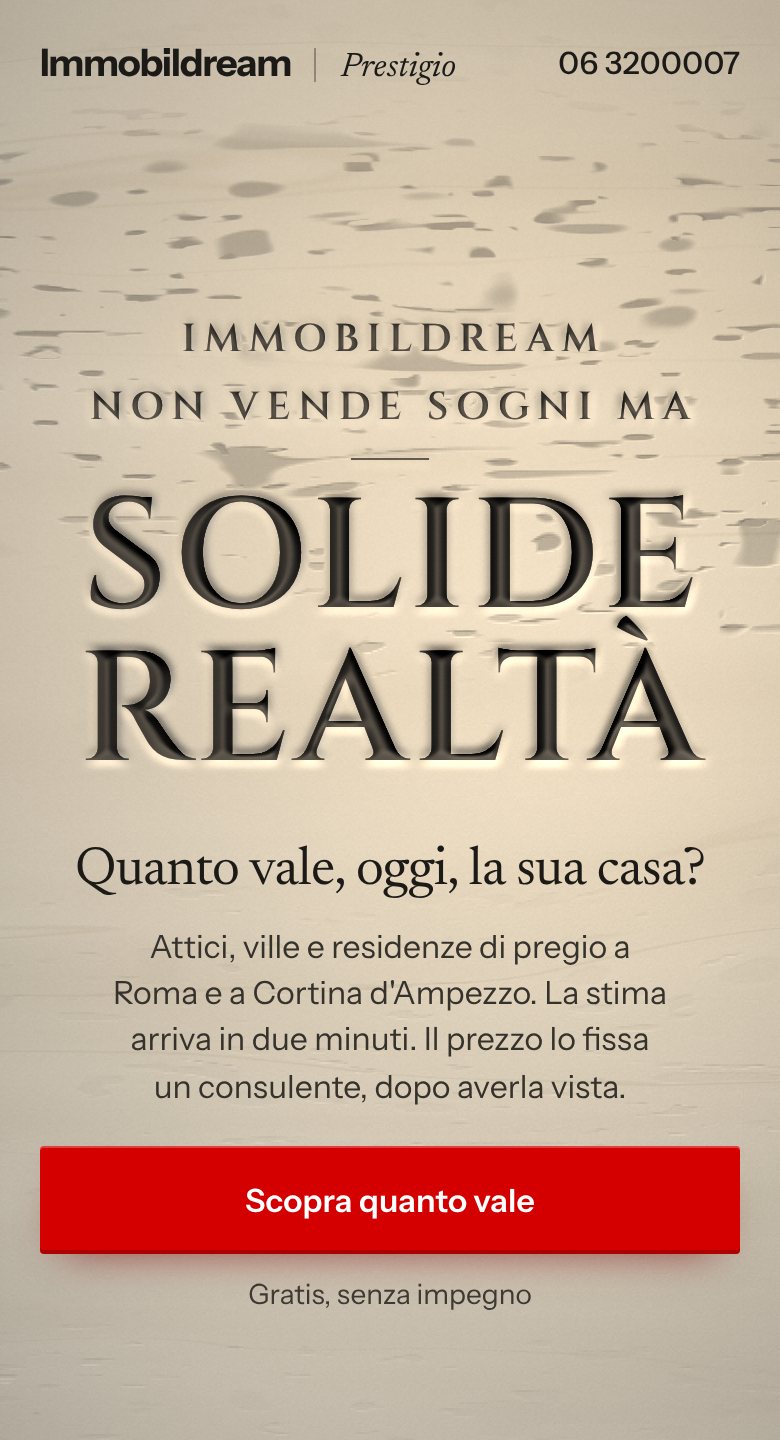 Immobildream | Prestigio 06 3200007
IMMOBILDREAM
NON VENDE SOGNI MA
SOLIDE
REALTÀ
Quanto vale, oggi, la sua casa?
Attici, ville e residenze di pregio a
Roma e a Cortina d'Ampezzo. La stima
arriva in due minuti. Il prezzo lo fissa
un consulente, dopo averla vista.
Scopra quanto vale
Gratis, senza impegno